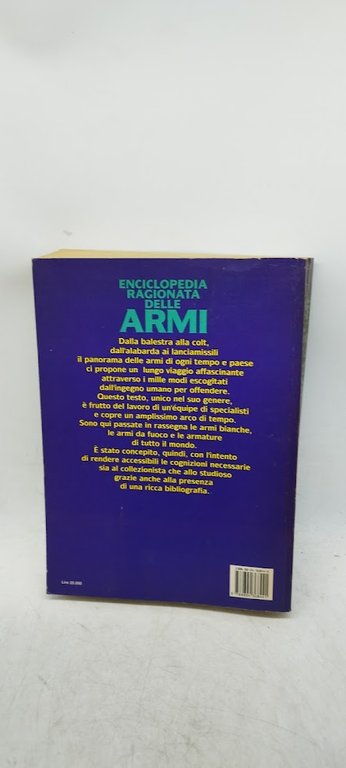 ENCICLOPEDIA
RAGIONATA
DELLE
ARMI
Dalla balestra alla colt,
dall'alabarda ai lanciamissili
il panorama delle armi di ogni tempo e paese
ci propone un lungo viaggio affascinante
attraverso i mille modi escogitati
dall'ingegno umano per offendere.
Questo testo, unico nel suo genere,
è frutto del lavoro di un'équipe di specialisti
e copre un amplissimo arco di tempo.
Sono qui passate in rassegna le armi bianche,
le armi da fuoco e le armature
di tutto il mondo.
È stato concepito, quindi, con l'intento
di rendere accessibili le cognizioni necessarie
sia al collezionista che allo studioso
grazie anche alla presenza
di una ricca bibliografia.